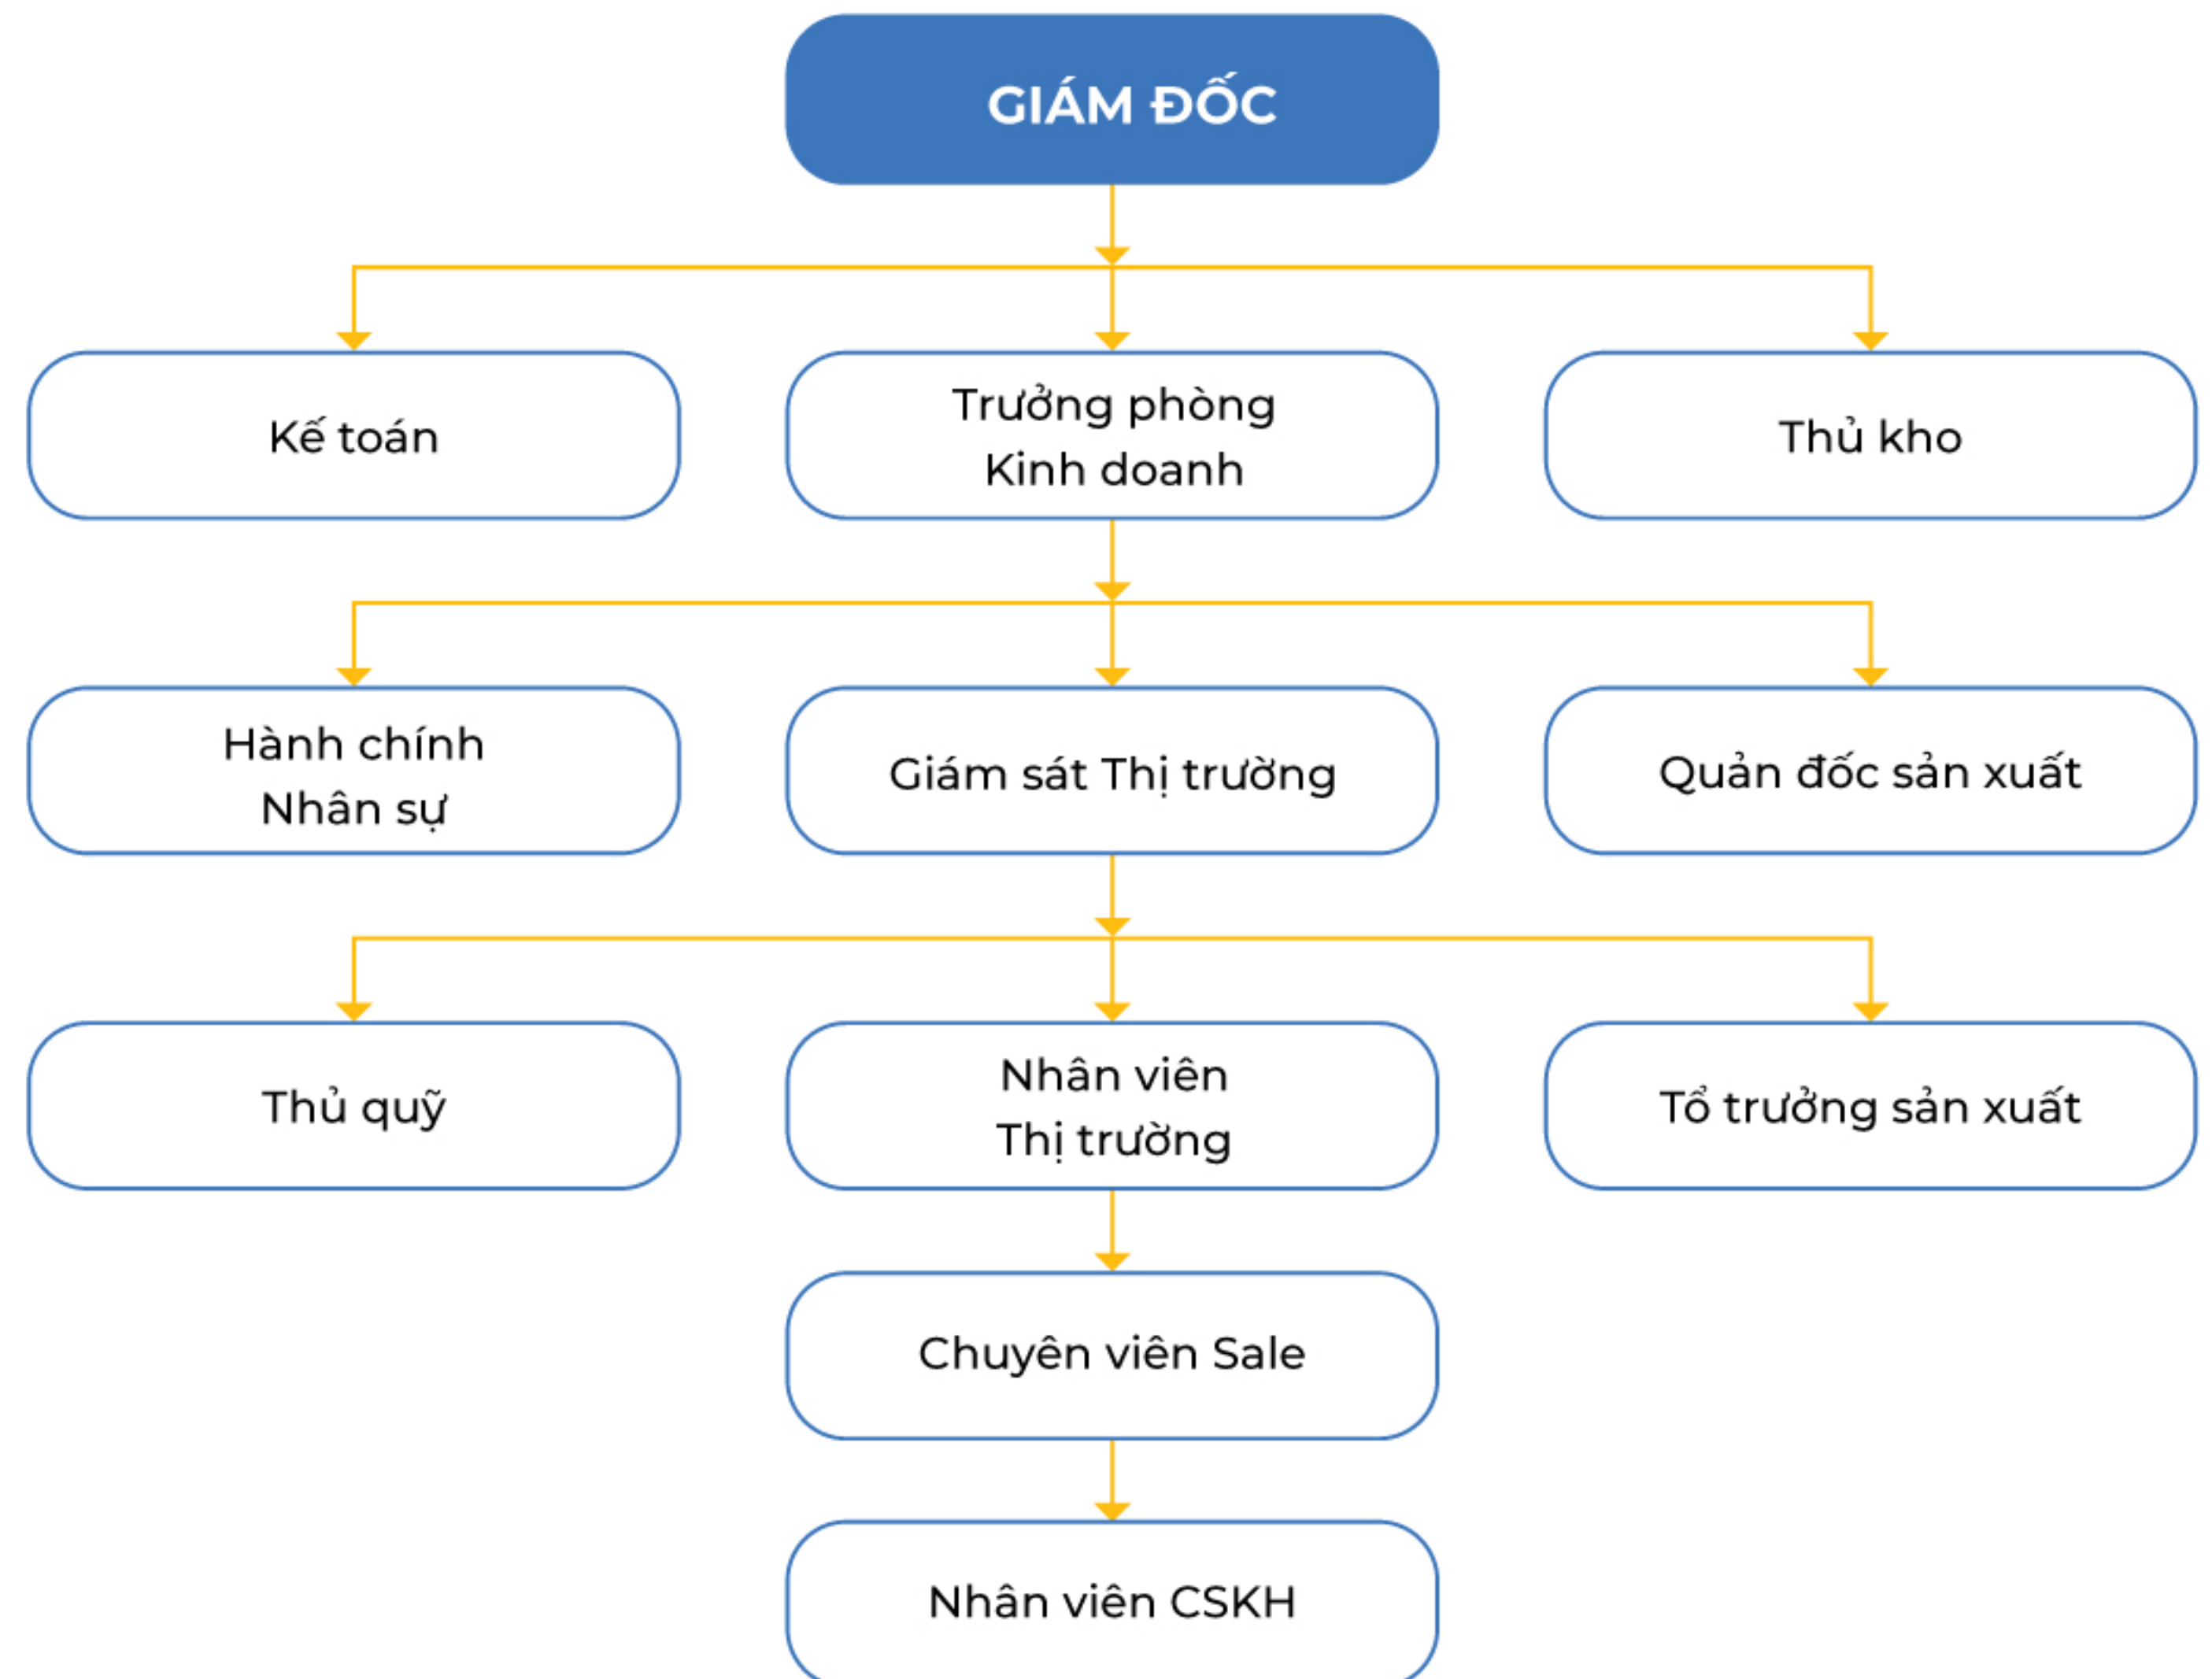 GIÁM ĐỐC
Kế toán
Trưởng phòng
Kinh doanh
Thủ kho
Hành chính
Nhân sự
Giám sát Thị trường
Quản đốc sản xuất
Thủ quỹ
Nhân viên
Thị trường
Tổ trưởng sản xuất
Chuyên viên Sale
Nhân viên CSKH